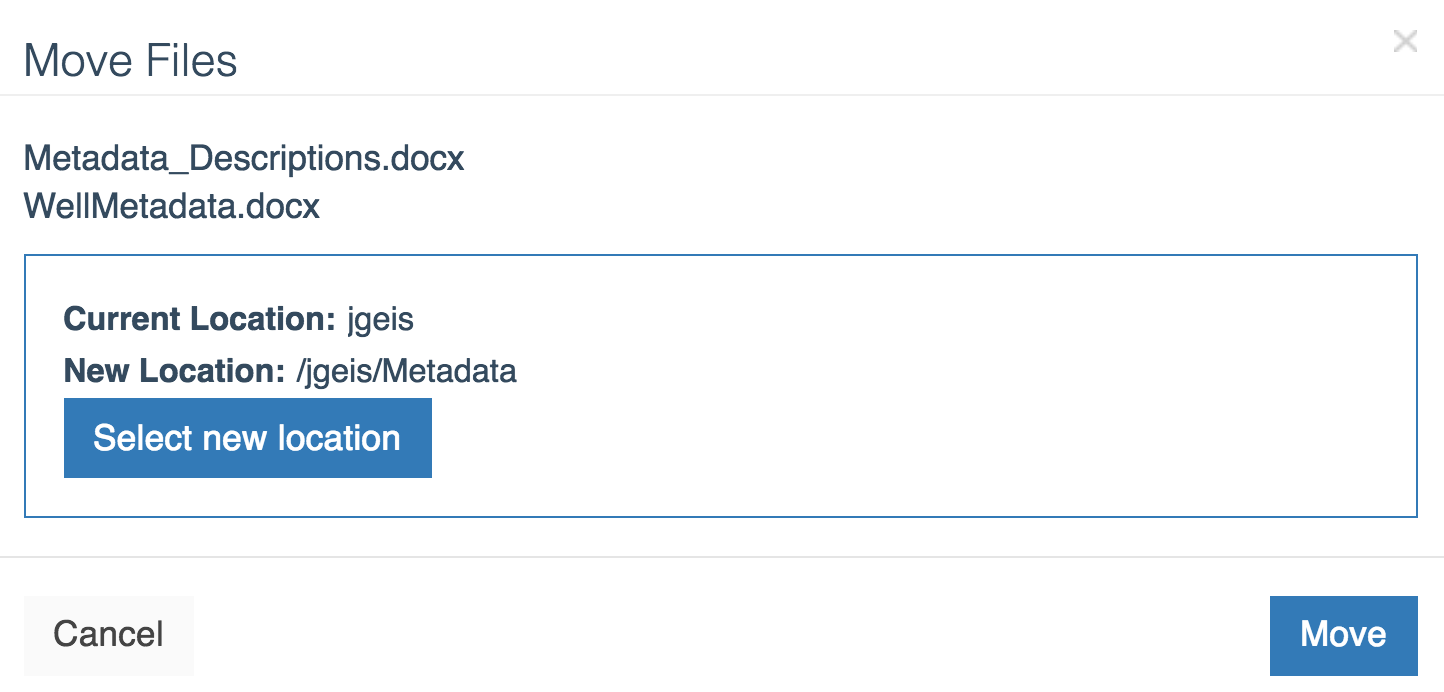 Move Files
Metadata_Descriptions.docx
WellMetadata.docx
Current Location: jgeis
New Location: /jgeis/Metadata
Select new location
Cancel
Move